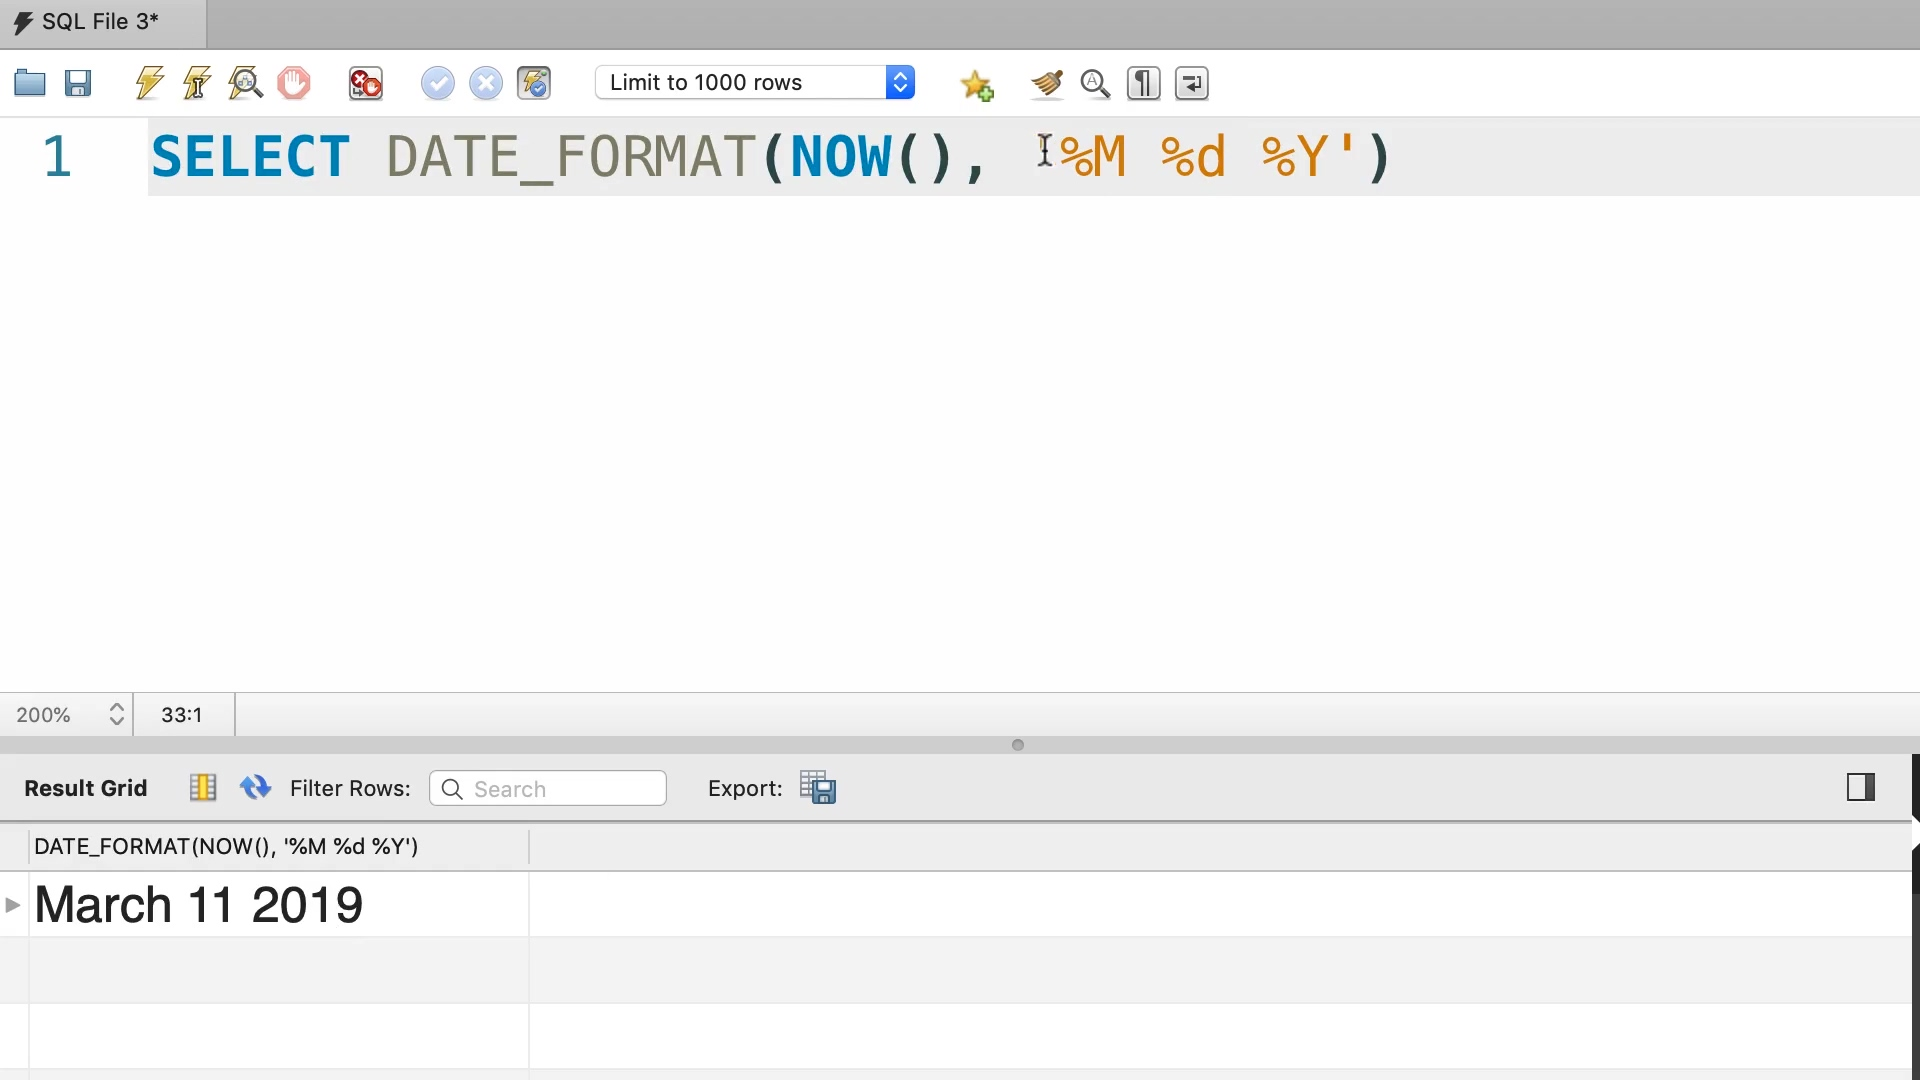 SQL File 3*
Limit to 1000 rows
1 SELECT DATE_FORMAT(NOW(), '%M %d %Y')
200% 33:1
Result Grid Filter Rows: Search Export:
DATE_FORMAT(NOW(), '%M %d %Y')
March 11 2019